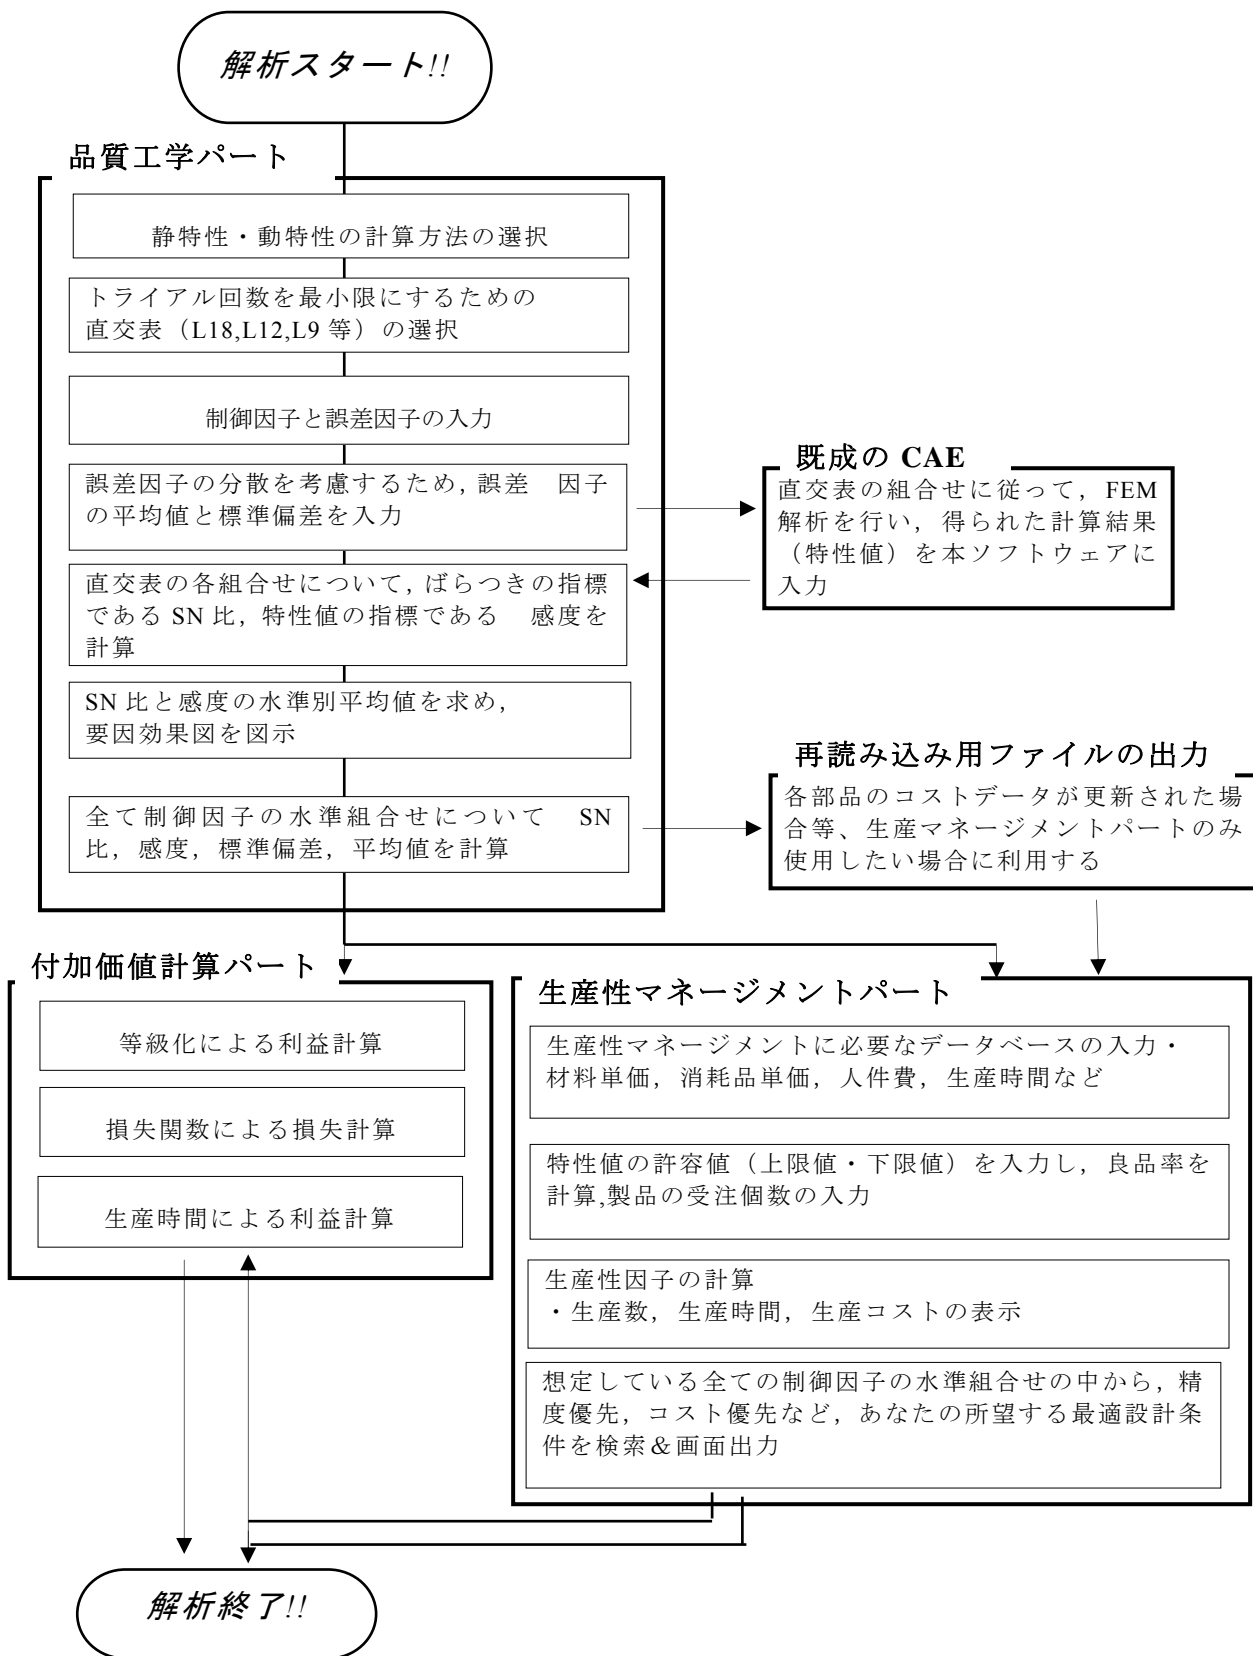 解析スタート!!
品質工学パート
静特性・動特性の計算方法の選択
トライアル回数を最小限にするための
直交表（L18,L12,L9 等）の選択
制御因子と誤差因子の入力
誤差因子の分散を考慮するため，誤差　因子
の平均値と標準偏差を入力
既成の CAE
直交表の組合せに従って，FEM
解析を行い，得られた計算結果
（特性値）を本ソフトウェアに
入力
直交表の各組合せについて，ばらつきの指標
である SN 比，特性値の指標である　感度を
計算
SN 比と感度の水準別平均値を求め，
要因効果図を図示
全て制御因子の水準組合せについて　SN
比，感度，標準偏差，平均値を計算
再読み込み用ファイルの出力
各部品のコストデータが更新された場
合等、生産マネージメントパートのみ
使用したい場合に利用する
付加価値計算パート
等級化による利益計算
損失関数による損失計算
生産時間による利益計算
生産性マネージメントパート
生産性マネージメントに必要なデータベースの入力・
材料単価，消耗品単価，人件費，生産時間など
特性値の許容値（上限値・下限値）を入力し，良品率を
計算,製品の受注個数の入力
生産性因子の計算
・生産数，生産時間，生産コストの表示
想定している全ての制御因子の水準組合せの中から，精
度優先，コスト優先など，あなたの所望する最適設計条
件を検索＆画面出力
解析終了!!